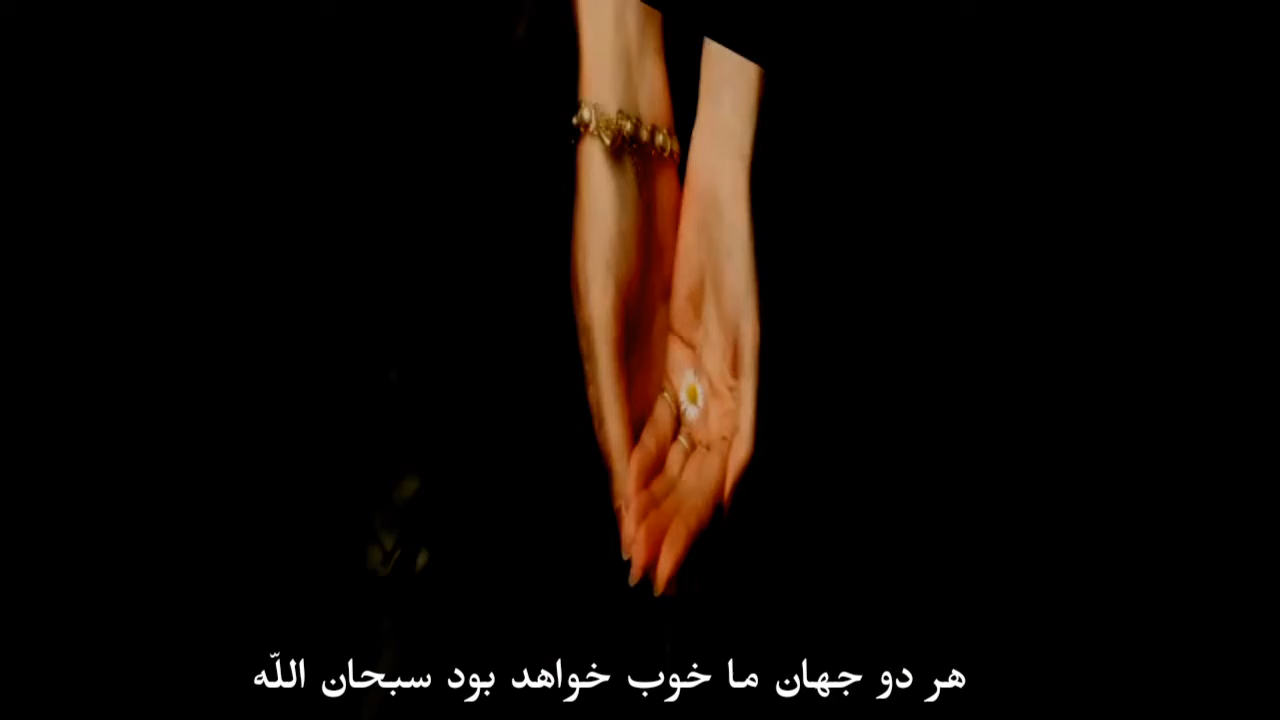 هر دو جهان ما خوب خواهد بود سبحان اللّه